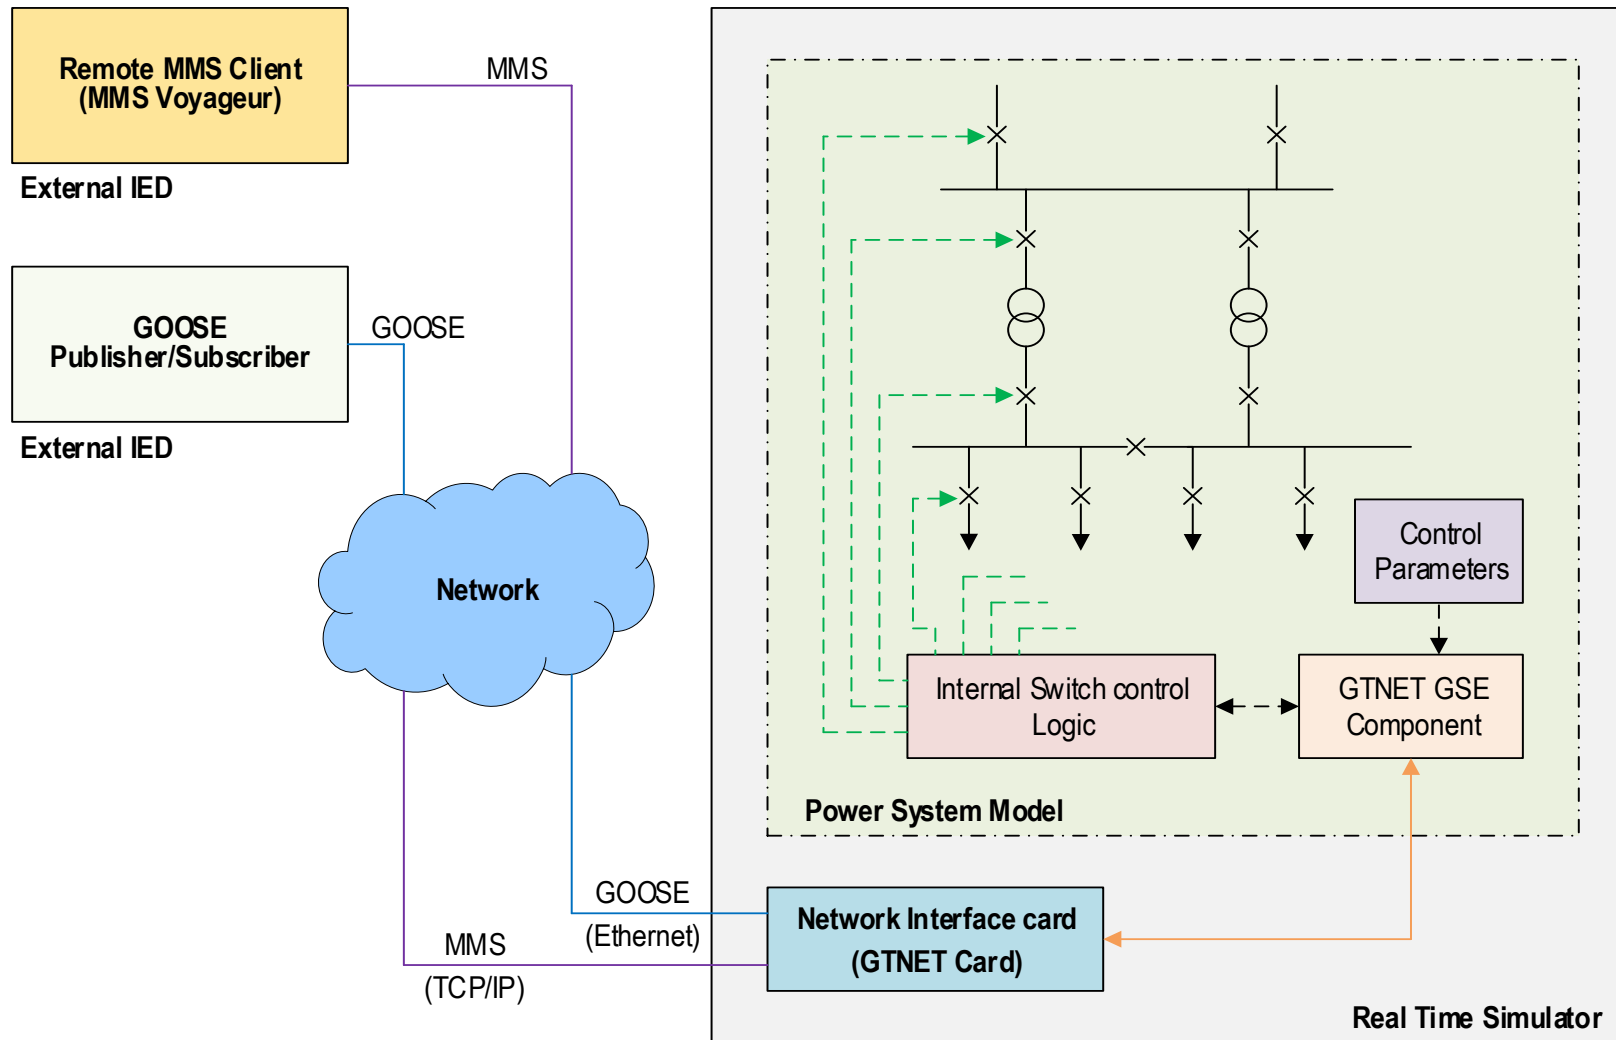 Remote MMS Client
(MMS Voyageur)
External IED
MMS
GOOSE
Publisher/Subscriber
External IED
GOOSE
Network
Control
Parameters
Internal Switch control
Logic
GTNET GSE
Component
Power System Model
GOOSE
(Ethernet)
MMS
(TCP/IP)
Network Interface card
(GTNET Card)
Real Time Simulator